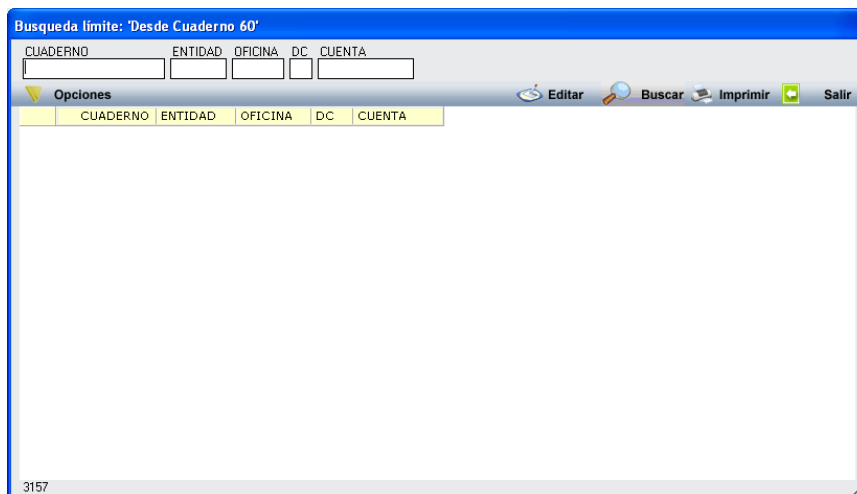 Busqueda límite: 'Desde Cuaderno 60'
CUADERNO ENTIDAD OFICINA DC CUENTA
Opciones Editar Buscar Imprimir Salir
CUADERNO ENTIDAD OFICINA DC CUENTA
3157